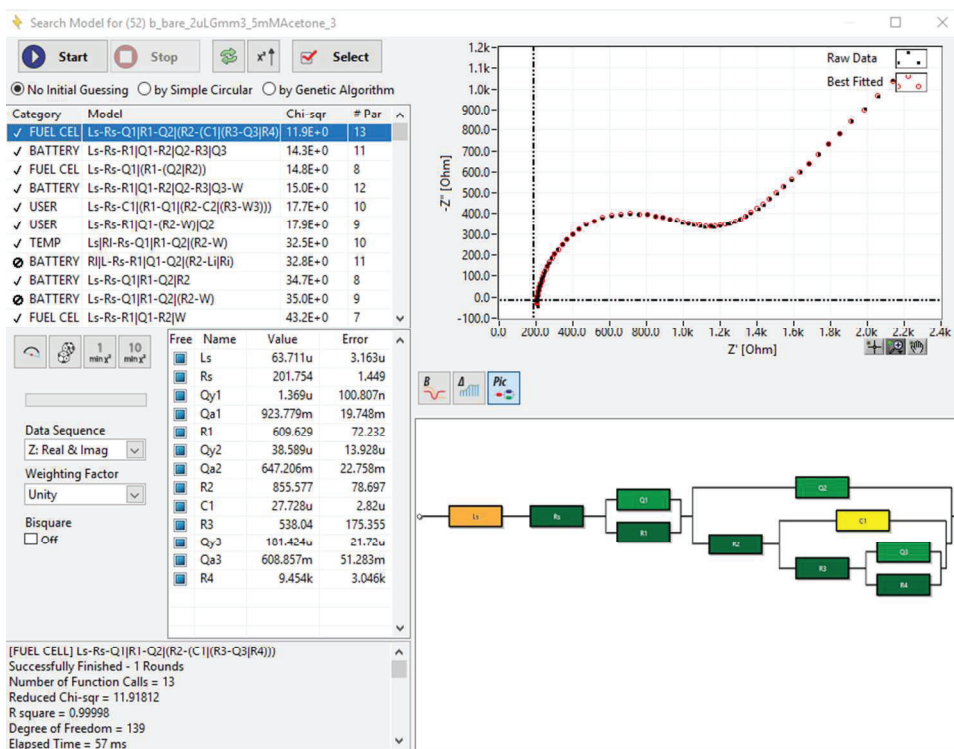 Search Model for (52) b_bare_2uLGmm3_5mMAcetone_3
Start
Stop
x²
Select
No Initial Guessing
by Simple Circular
by Genetic Algorithm
Category Model Chi-sqr # Par
✓ FUEL CEL Ls-Rs-Q1|R1-Q2|(R2-(C1|(R3-Q3|R4) 11.9E+0 13
✓ BATTERY Ls-Rs-R1|Q1-R2|Q2-R3|Q3 14.3E+0 11
✓ FUEL CEL Ls-Rs-Q1|(R1-(Q2|R2)) 14.8E+0 8
✓ BATTERY Ls-Rs-R1|Q1-R2|Q2-R3|Q3-W 15.0E+0 12
✓ USER Ls-Rs-C1|(R1-Q1|(R2-C2|(R3-W3))) 17.7E+0 10
✓ USER Ls-Rs-R1|Q1-(R2-W)|Q2 17.9E+0 9
✓ TEMP Ls|Rl-Rs-Q1|R1-Q2|(R2-W) 32.5E+0 10
BATTERY Rl|L-Rs-R1|Q1-Q2|(R2-Li|Ri) 32.8E+0 11
✓ BATTERY Ls-Rs-Q1|R1-Q2|R2 34.7E+0 8
BATTERY Ls-Rs-Q1|R1-Q2|(R2-W) 35.0E+0 9
✓ FUEL CEL Ls-Rs-R1|Q1-R2|W 43.2E+0 7
1 min χ²
10 min χ²
Data Sequence
Z: Real & Imag
Weighting Factor
Unity
Bisquare
Off
Free Name Value Error
Ls 63.711u 3.163u
Rs 201.754 1.449
Qy1 1.369u 100.807n
Qa1 923.779m 19.748m
R1 609.629 72.232
Qy2 38.589u 13.928u
Qa2 647.206m 22.758m
R2 855.577 78.697
C1 27.728u 2.82u
R3 538.04 175.355
Qy3 101.424u 21.72u
Qa3 608.857m 51.283m
R4 9.454k 3.046k
[FUEL CELL] Ls-Rs-Q1|R1-Q2|(R2-(C1|(R3-Q3|R4)))
Successfully Finished - 1 Rounds
Number of Function Calls = 13
Reduced Chi-sqr = 11.91812
R square = 0.99998
Degree of Freedom = 139
Elapsed Time = 57 ms
1.2k
1.1k
1.0k
900.0
800.0
700.0
600.0
500.0
400.0
300.0
200.0
100.0
0.0
-100.0
-Z" [Ohm]
0.0 200.0 400.0 600.0 800.0 1.0k 1.2k 1.4k 1.6k 1.8k 2.0k 2.2k 2.4k
Z' [Ohm]
Raw Data
Best Fitted
B
Δ
Pic
Ls
Rs
Q1
R1
Q2
R2
C1
R3
Q3
R4